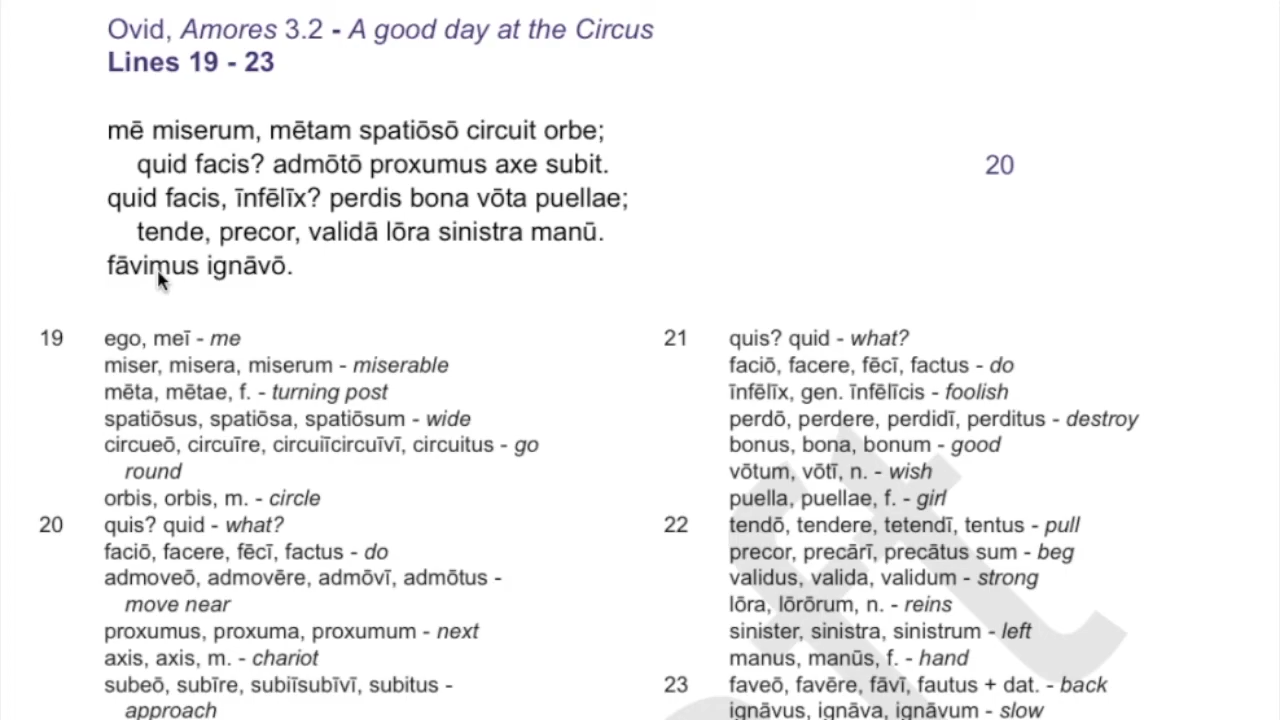 Ovid, Amores 3.2 - A good day at the Circus
Lines 19 - 23
mē miserum, mētam spatiōsō circuit orbe;
quid facis? admōtō proxumus axe subit.
20
quid facis, īnfēlīx? perdis bona vōta puellae;
tende, precor, validā lōra sinistra manū.
fāvimus ignāvō.
19 ego, meī - me
miser, misera, miserum - miserable
mēta, mētae, f. - turning post
spatiōsus, spatiōsa, spatiōsum - wide
circueō, circuīre, circuiīcircuīvī, circuitus - go
round
orbis, orbis, m. - circle
20 quis? quid - what?
faciō, facere, fēcī, factus - do
admoveō, admovēre, admōvī, admōtus -
move near
proxumus, proxuma, proxumum - next
axis, axis, m. - chariot
subeō, subīre, subiīsubīvī, subitus -
approach
21 quis? quid - what?
faciō, facere, fēcī, factus - do
īnfēlīx, gen. īnfēlīcis - foolish
perdō, perdere, perdidī, perditus - destroy
bonus, bona, bonum - good
vōtum, vōtī, n. - wish
puella, puellae, f. - girl
22 tendō, tendere, tetendī, tentus - pull
precor, precārī, precātus sum - beg
validus, valida, validum - strong
lōra, lōrōrum, n. - reins
sinister, sinistra, sinistrum - left
manus, manūs, f. - hand
23 faveō, favēre, fāvī, fautus + dat. - back
ignāvus, ignāva, ignāvum - slow